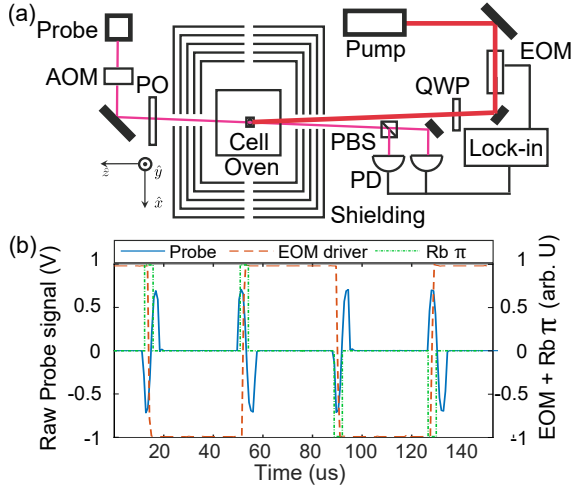 (a)
Probe
Pump
EOM
AOM
PO
QWP
Cell
Oven
PBS
PD
Lock-in
Shielding
ẑ
ŷ
x̂
(b)
Probe EOM driver Rb π
Raw Probe signal (V)
1
0.5
0
-0.5
-1
1
0.5
0
-0.5
-1
EOM + Rb π (arb. U)
20 40 60 80 100 120 140
Time (us)